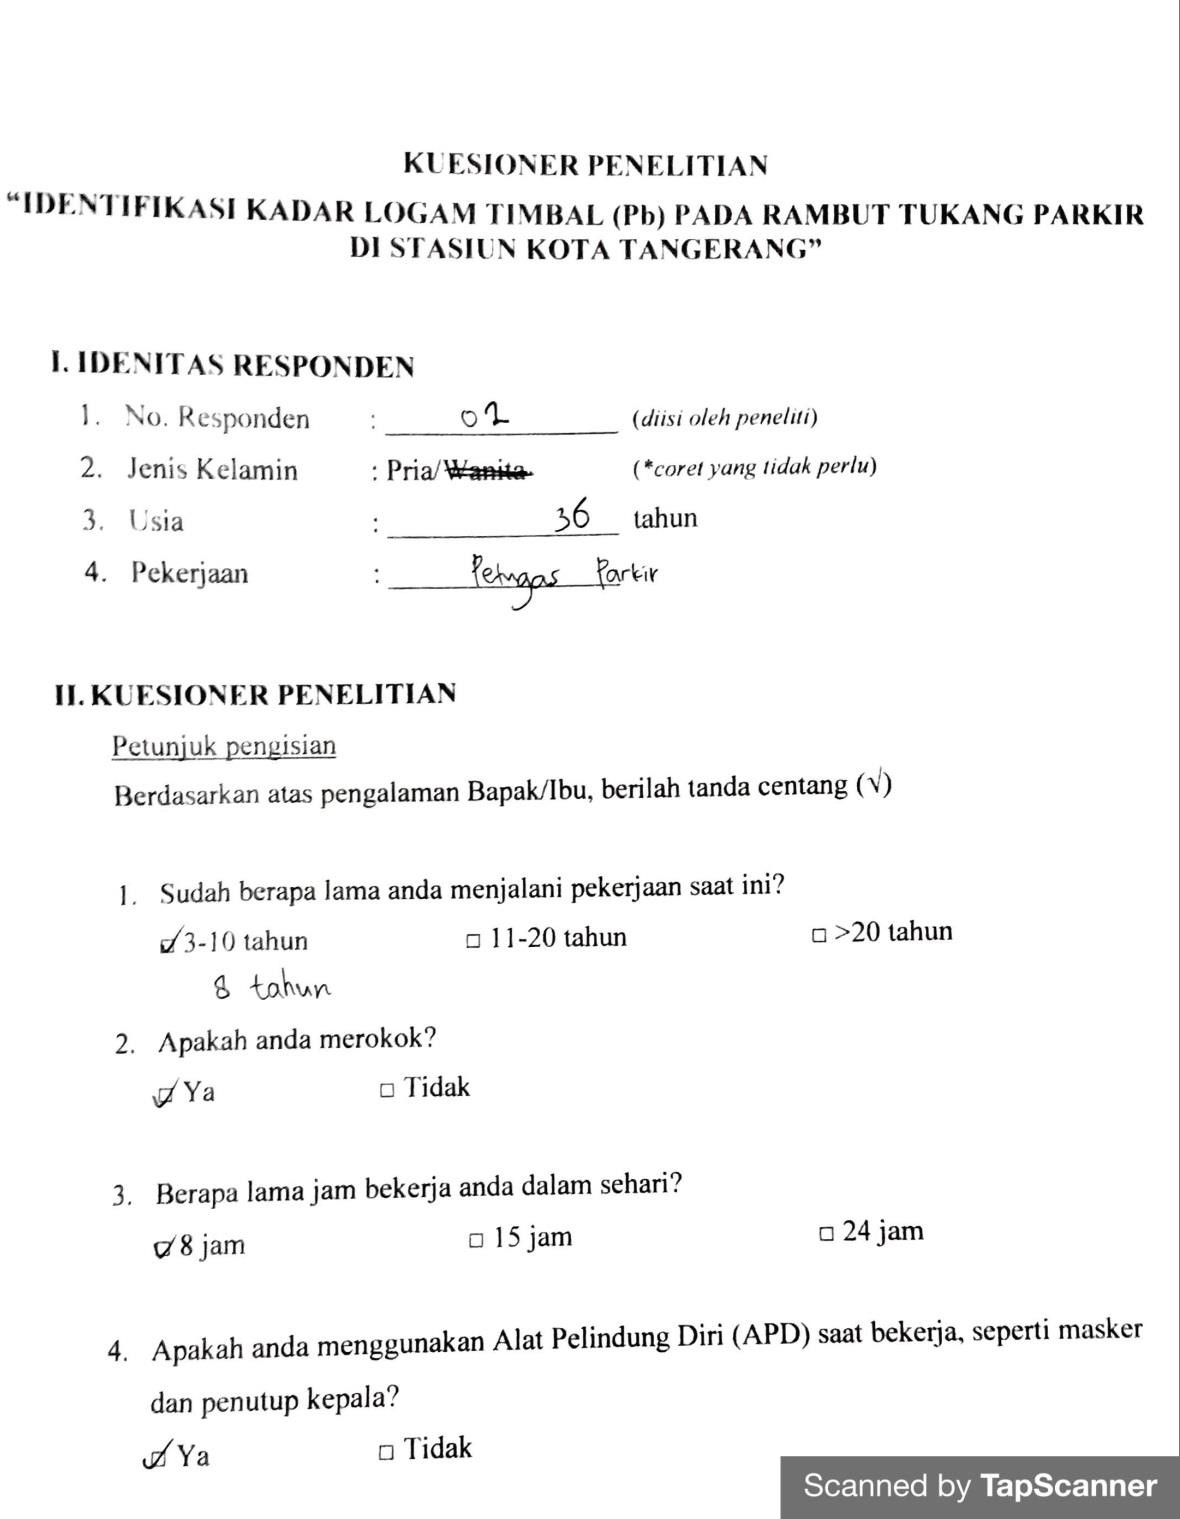 KUESIONER PENELITIAN
“IDENTIFIKASI KADAR LOGAM TIMBAL (Pb) PADA RAMBUT TUKANG PARKIR
DI STASIUN KOTA TANGERANG”
I. IDENITAS RESPONDEN
1. No. Responden : 02 (diisi oleh peneliti)
2. Jenis Kelamin : Pria/Wanita (*coret yang tidak perlu)
3. Usia : 36 tahun
4. Pekerjaan : Petugas Parkir
II. KUESIONER PENELITIAN
Petunjuk pengisian
Berdasarkan atas pengalaman Bapak/Ibu, berilah tanda centang (√)
1. Sudah berapa lama anda menjalani pekerjaan saat ini?
☑ 3-10 tahun □ 11-20 tahun □ >20 tahun
8 tahun
2. Apakah anda merokok?
☑ Ya □ Tidak
3. Berapa lama jam bekerja anda dalam sehari?
☑ 8 jam □ 15 jam □ 24 jam
4. Apakah anda menggunakan Alat Pelindung Diri (APD) saat bekerja, seperti masker
dan penutup kepala?
☑ Ya □ Tidak
Scanned by TapScanner